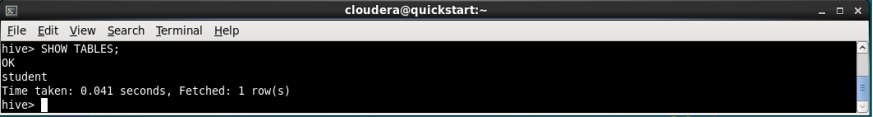 cloudera@quickstart:~
File Edit View Search Terminal Help
hive> SHOW TABLES;
OK
student
Time taken: 0.041 seconds, Fetched: 1 row(s)
hive>